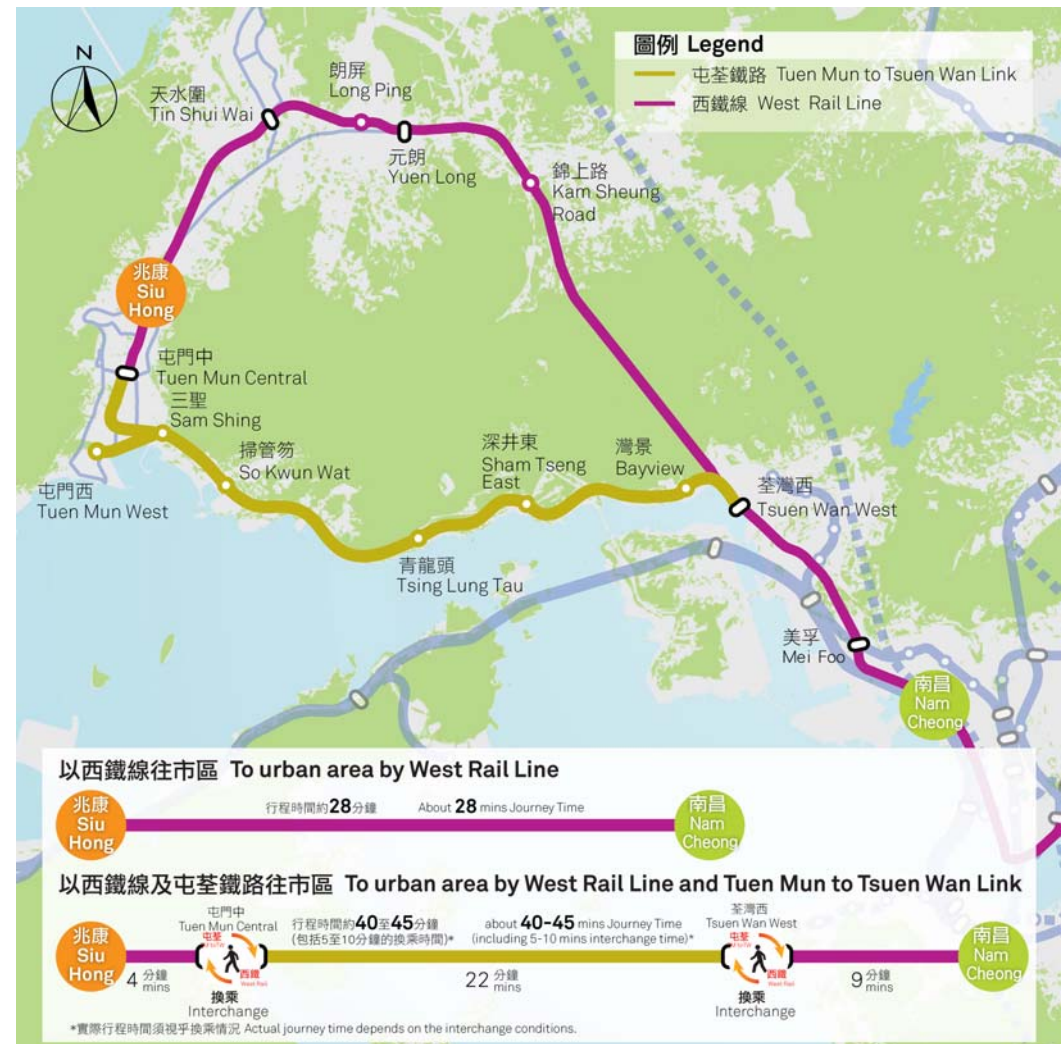 N
圖例 Legend
屯荃鐵路 Tuen Mun to Tsuen Wan Link
西鐵線 West Rail Line
朗屏
Long Ping
天水圍
Tin Shui Wai
元朗
Yuen Long
錦上路
Kam Sheung
Road
兆康
Siu
Hong
屯門中
Tuen Mun Central
三聖
Sam Shing
掃管笏
So Kwun Wat
深井東
Sham Tseng
East
灣景
Bayview
屯門西
Tuen Mun West
荃灣西
Tsuen Wan West
青龍頭
Tsing Lung Tau
美孚
Mei Foo
南昌
Nam
Cheong
以西鐵線往市區 To urban area by West Rail Line
兆康
Siu
Hong
行程時間約28分鐘 About 28 mins Journey Time
南昌
Nam
Cheong
以西鐵線及屯荃鐵路往市區 To urban area by West Rail Line and Tuen Mun to Tsuen Wan Link
兆康
Siu
Hong
4 分鐘
mins
屯門中
Tuen Mun Central
屯荃
西鐵
West Rail
換乘
Interchange
行程時間約40至45分鐘 about 40-45 mins Journey Time
(包括5至10分鐘的換乘時間)* (including 5-10 mins interchange time)*
22 分鐘
mins
荃灣西
Tsuen Wan West
屯荃
西鐵
West Rail
換乘
Interchange
9 分鐘
mins
南昌
Nam
Cheong
*實際行程時間須視乎換乘情況 Actual journey time depends on the interchange conditions.